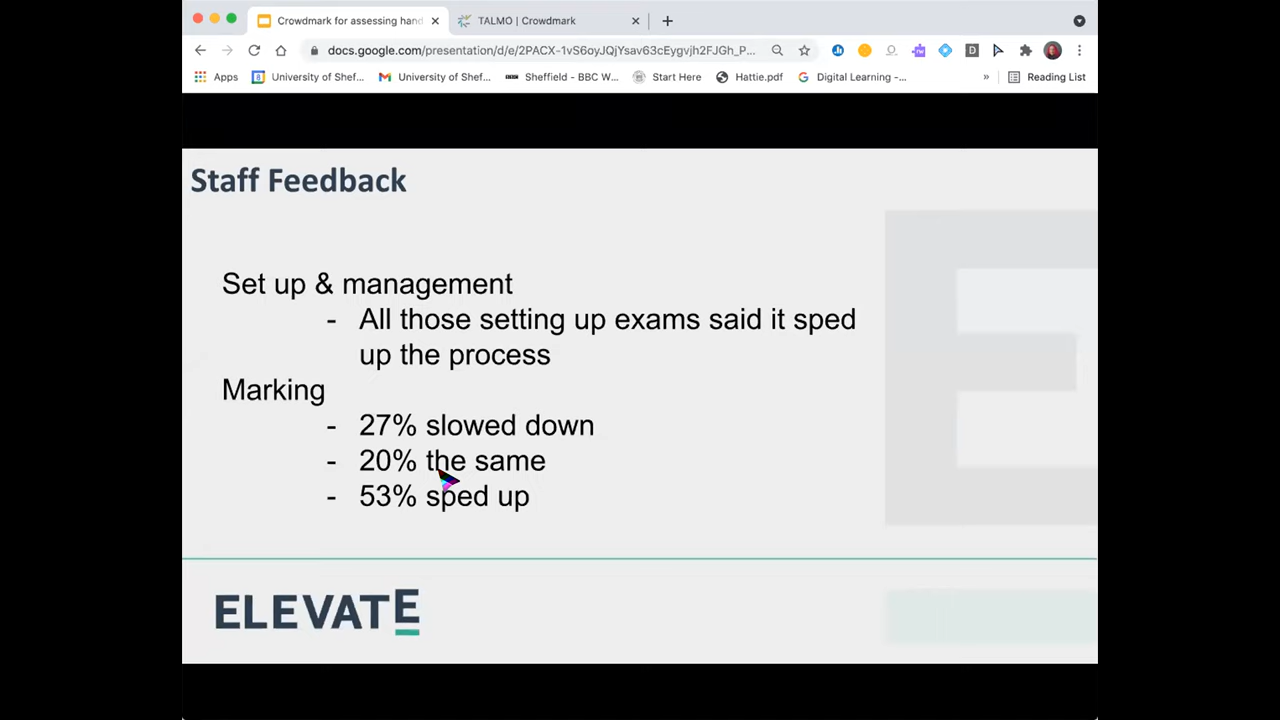 Crowdmark for assessing hand
TALMO | Crowdmark
docs.google.com/presentation/d/e/2PACX-1vS6oyJQjYsav63cEygvjh2FJGh_P...
Apps
University of Shef...
University of Shef...
Sheffield - BBC W...
Start Here
Hattie.pdf
Digital Learning -...
»
Reading List
Staff Feedback
Set up & management
- All those setting up exams said it sped
up the process
Marking
- 27% slowed down
- 20% the same
- 53% sped up
ELEVATE